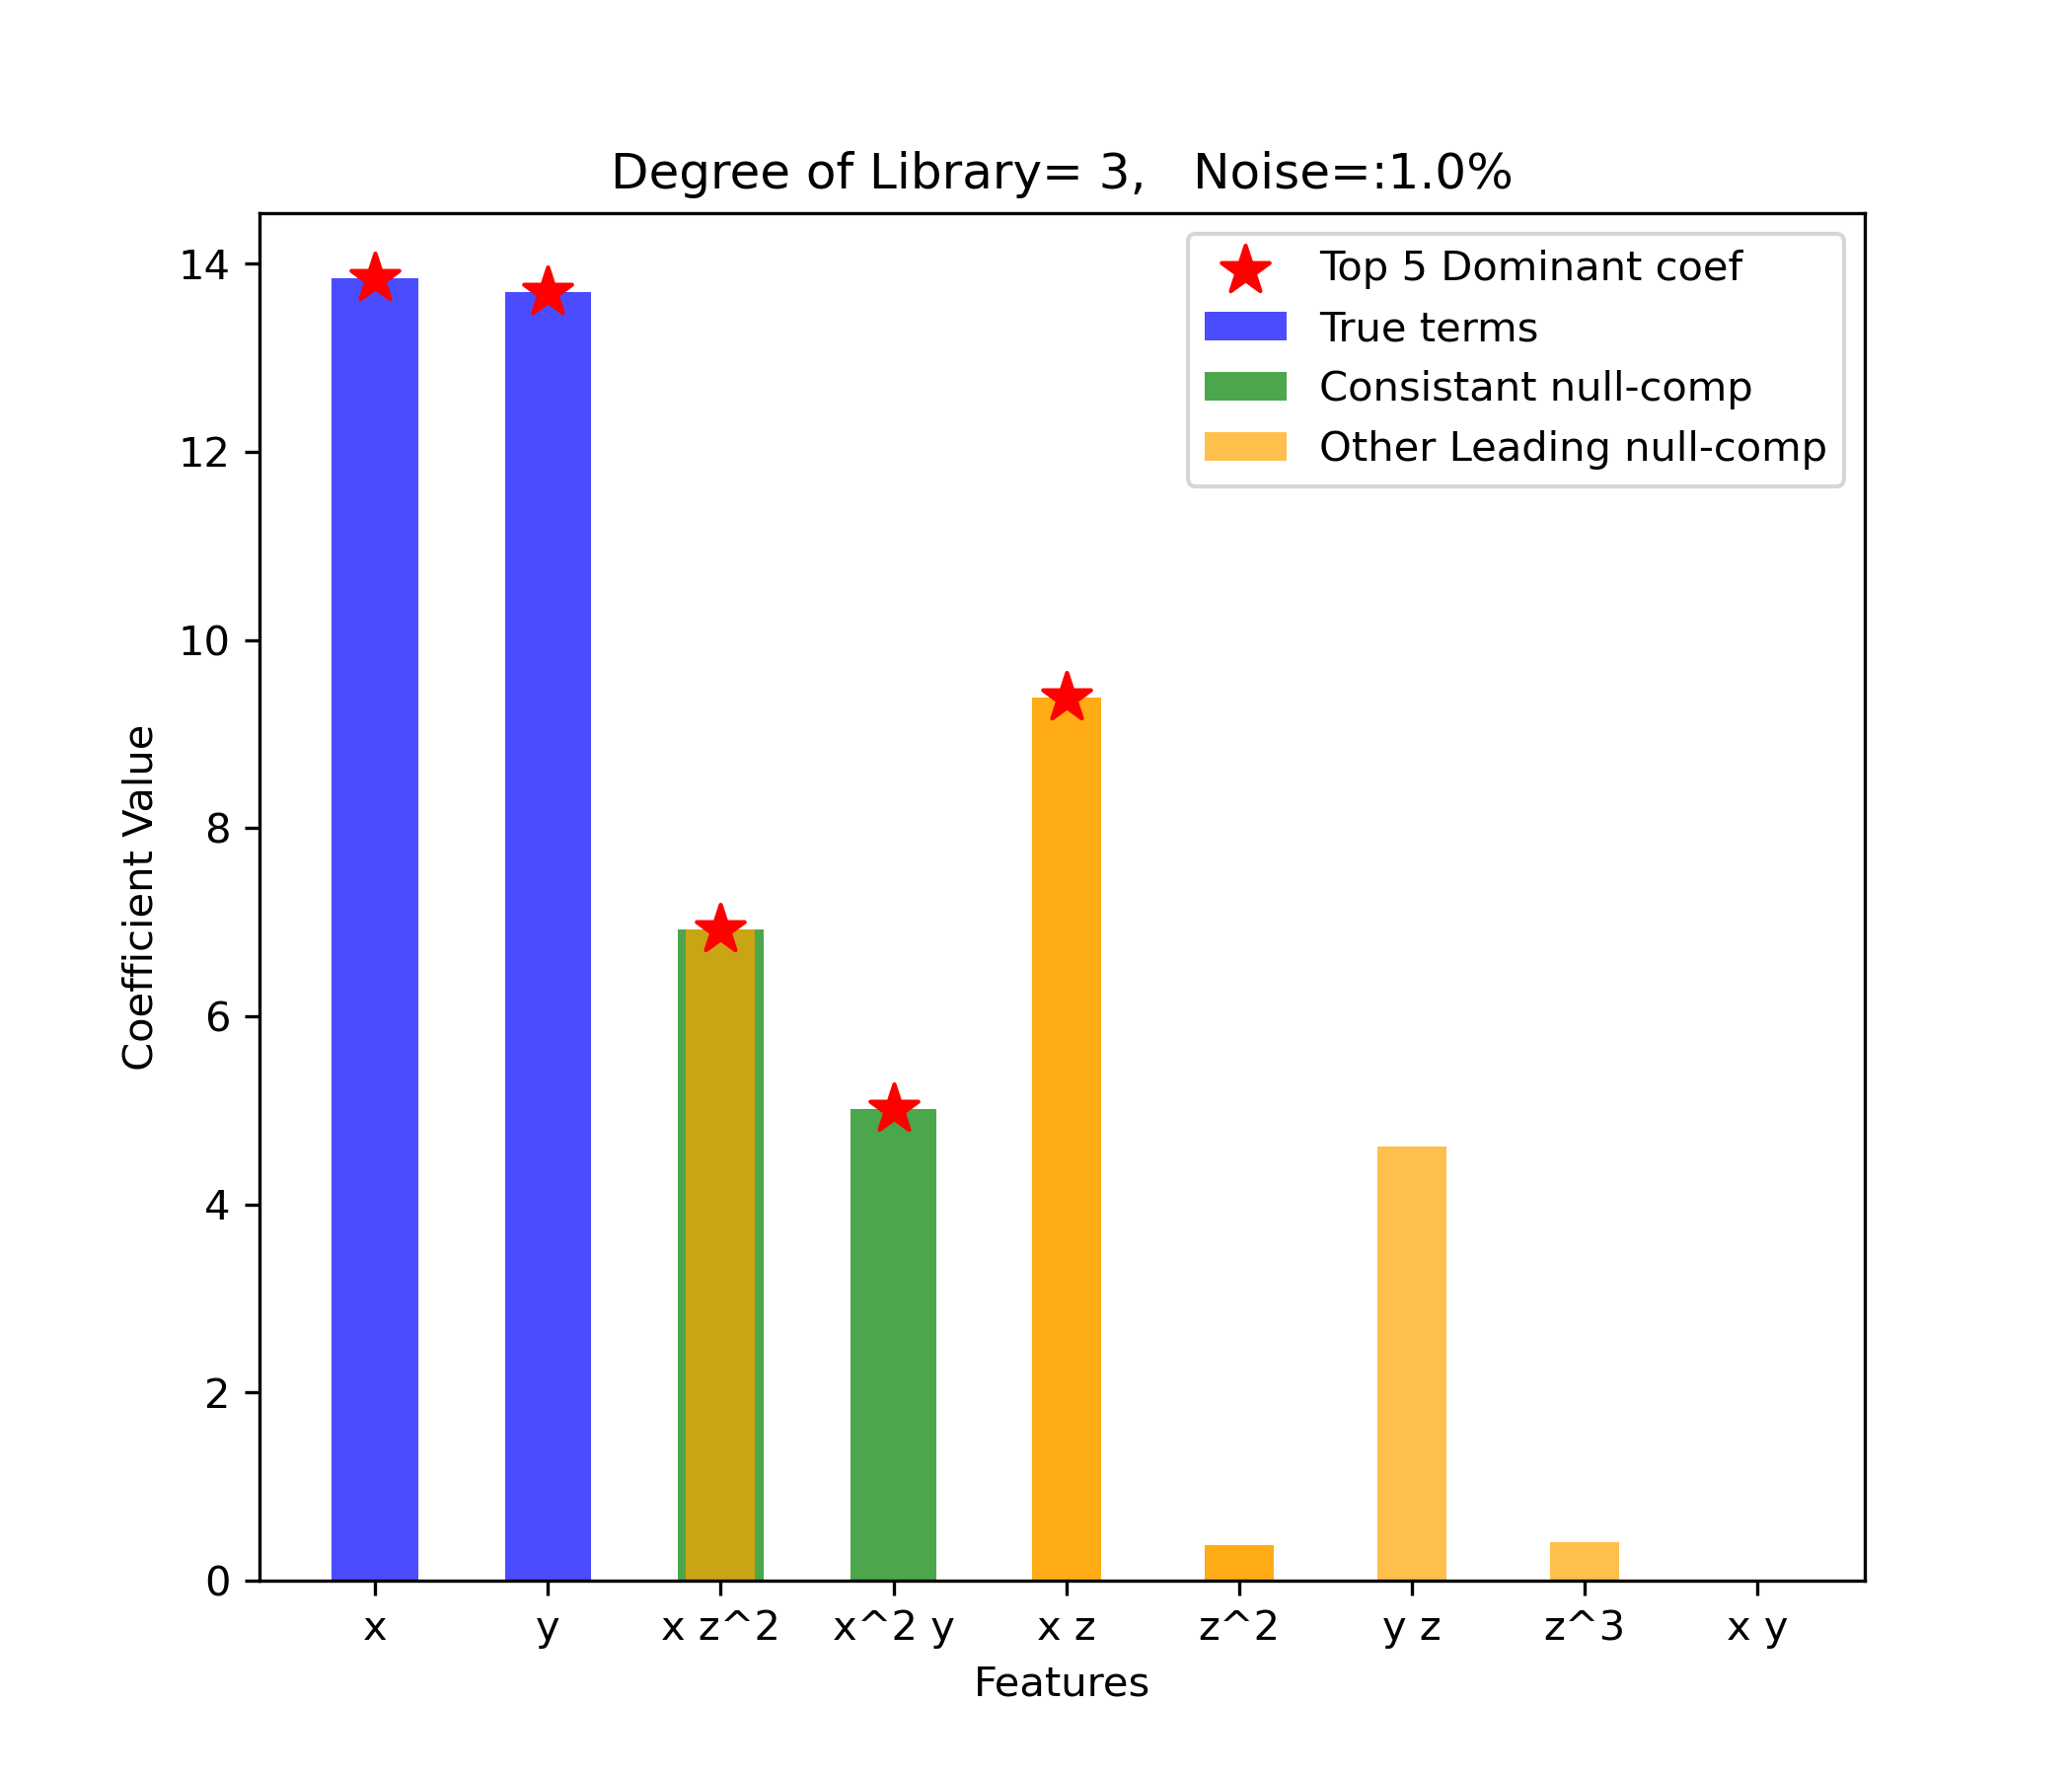 Degree of Library= 3,   Noise=:1.0%
Top 5 Dominant coef
True terms
Consistant null-comp
Other Leading null-comp
Coefficient Value
14
12
10
8
6
4
2
0
x y x z^2 x^2 y x z z^2 y z z^3 x y
Features